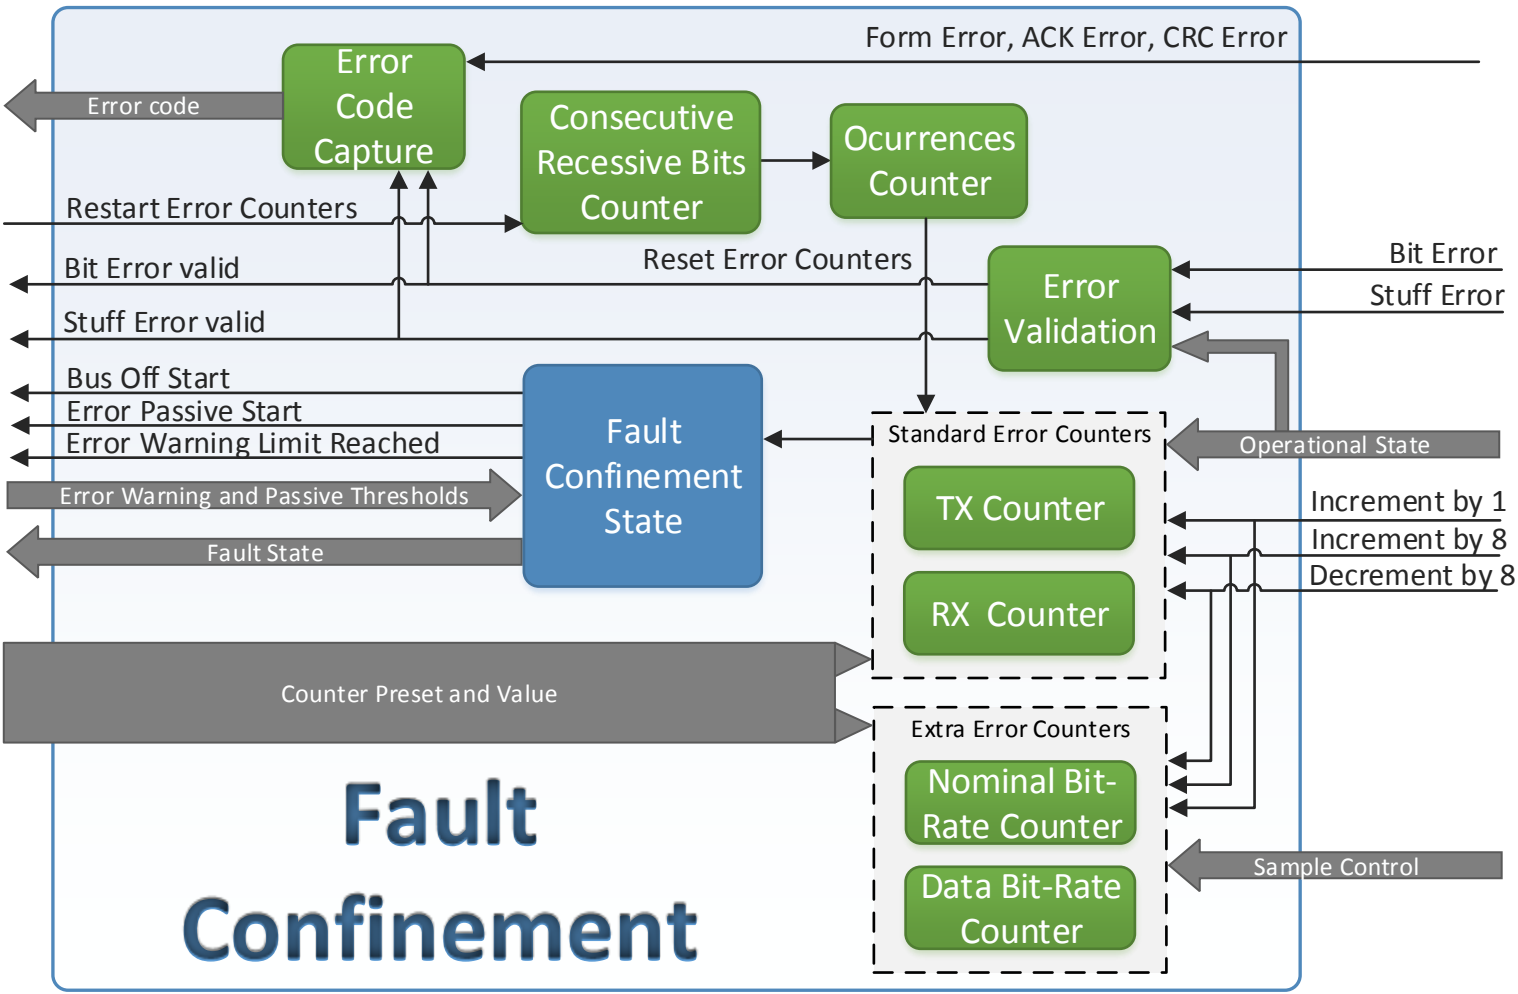 Form Error, ACK Error, CRC Error
Error
Code
Capture
Error code
Consecutive
Recessive Bits
Counter
Ocurrences
Counter
Restart Error Counters
Bit Error valid
Reset Error Counters
Error
Validation
Bit Error
Stuff Error
Stuff Error valid
Bus Off Start
Error Passive Start
Error Warning Limit Reached
Error Warning and Passive Thresholds
Fault State
Fault
Confinement
State
Standard Error Counters
TX Counter
RX Counter
Operational State
Increment by 1
Increment by 8
Decrement by 8
Counter Preset and Value
Extra Error Counters
Nominal Bit-
Rate Counter
Data Bit-Rate
Counter
Sample Control
Fault
Confinement